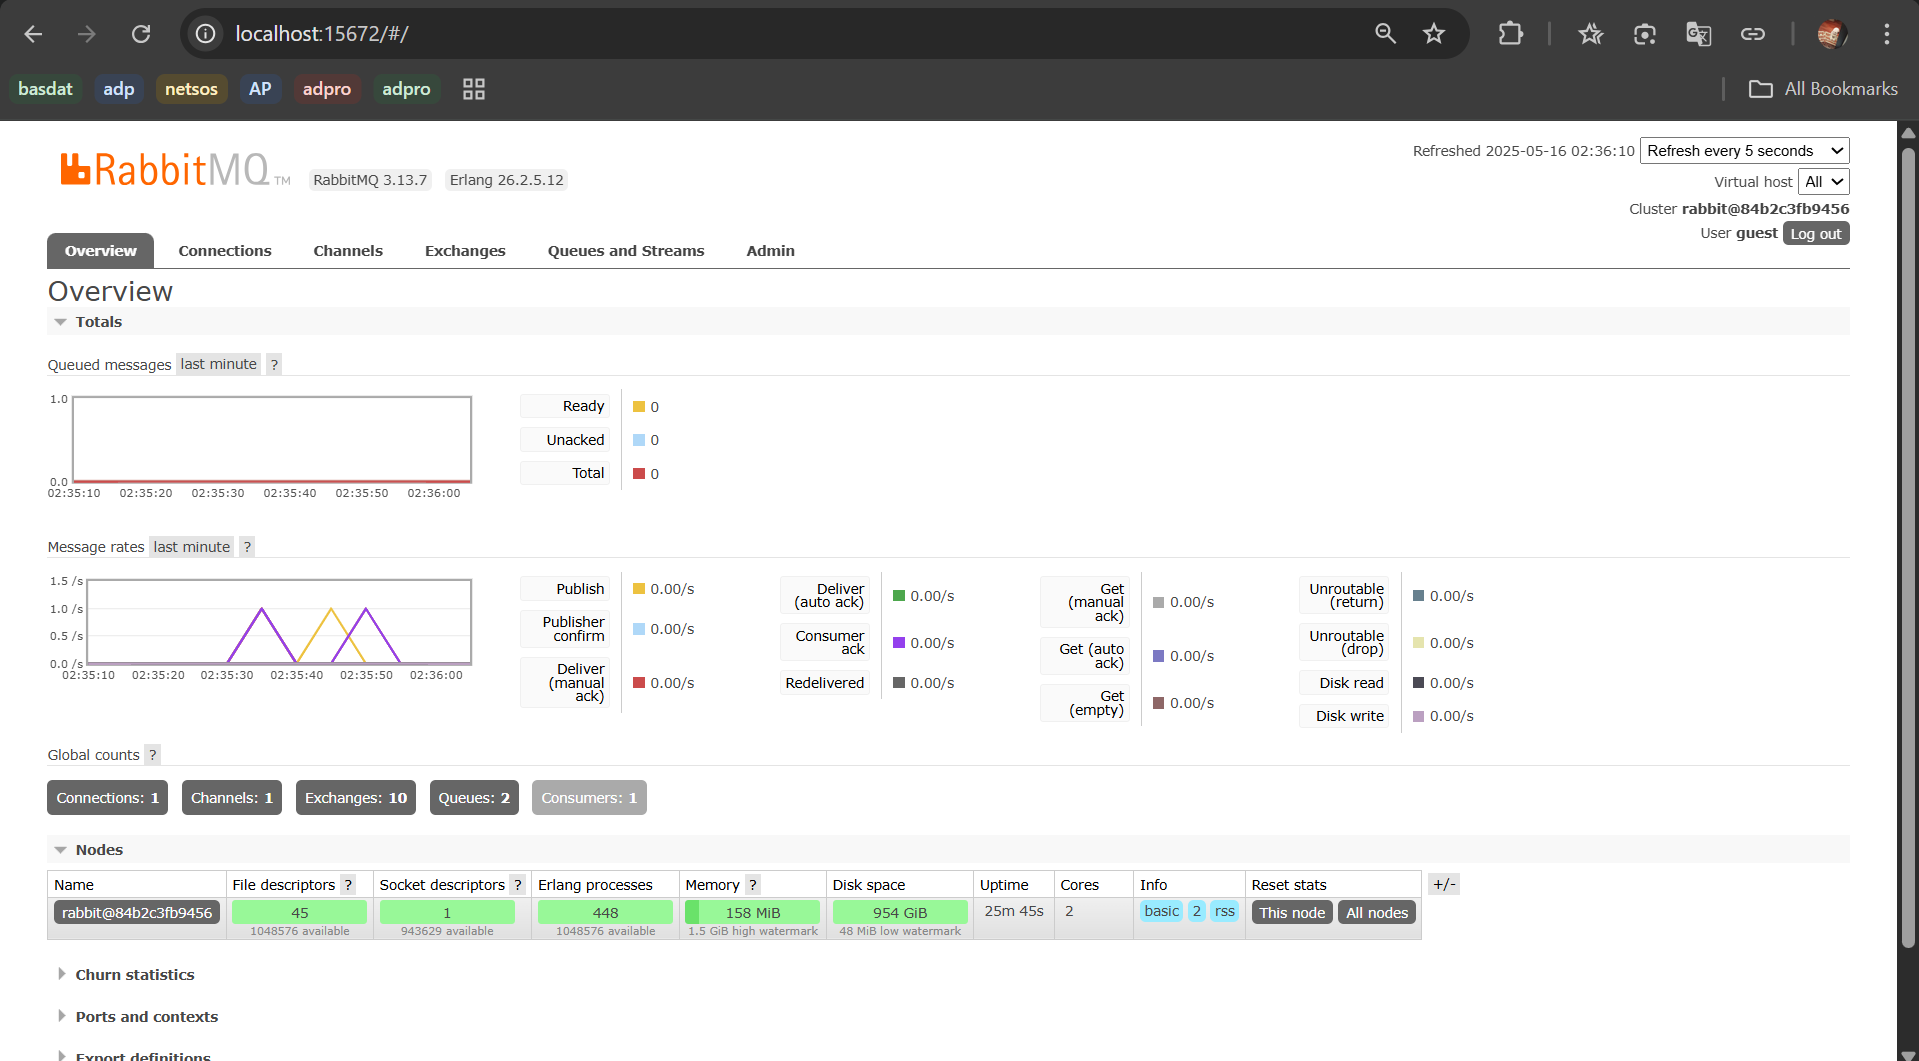 localhost:15672/#/
basdat adp netsos AP adpro adpro All Bookmarks
RabbitMQ TM RabbitMQ 3.13.7 Erlang 26.2.5.12
Refreshed 2025-05-16 02:36:10 Refresh every 5 seconds
Virtual host All
Cluster rabbit@84b2c3fb9456
User guest Log out
Overview Connections Channels Exchanges Queues and Streams Admin
Overview
Totals
Queued messages last minute ?
1.0
0.0
02:35:10 02:35:20 02:35:30 02:35:40 02:35:50 02:36:00
Ready 0
Unacked 0
Total 0
Message rates last minute ?
1.5 /s
1.0 /s
0.5 /s
0.0 /s
02:35:10 02:35:20 02:35:30 02:35:40 02:35:50 02:36:00
Publish 0.00/s
Publisher
confirm 0.00/s
Deliver
(manual
ack) 0.00/s
Deliver
(auto ack) 0.00/s
Consumer
ack 0.00/s
Redelivered 0.00/s
Get
(manual
ack) 0.00/s
Get (auto
ack) 0.00/s
Get
(empty) 0.00/s
Unroutable
(return) 0.00/s
Unroutable
(drop) 0.00/s
Disk read 0.00/s
Disk write 0.00/s
Global counts ?
Connections: 1 Channels: 1 Exchanges: 10 Queues: 2 Consumers: 1
Nodes
Name File descriptors ? Socket descriptors ? Erlang processes Memory ? Disk space Uptime Cores Info Reset stats +/-
rabbit@84b2c3fb9456 45 1 448 158 MiB 954 GiB 25m 45s 2 basic 2 rss This node All nodes
1048576 available 943629 available 1048576 available 1.5 GiB high watermark 48 MiB low watermark
Churn statistics
Ports and contexts
Export definitions